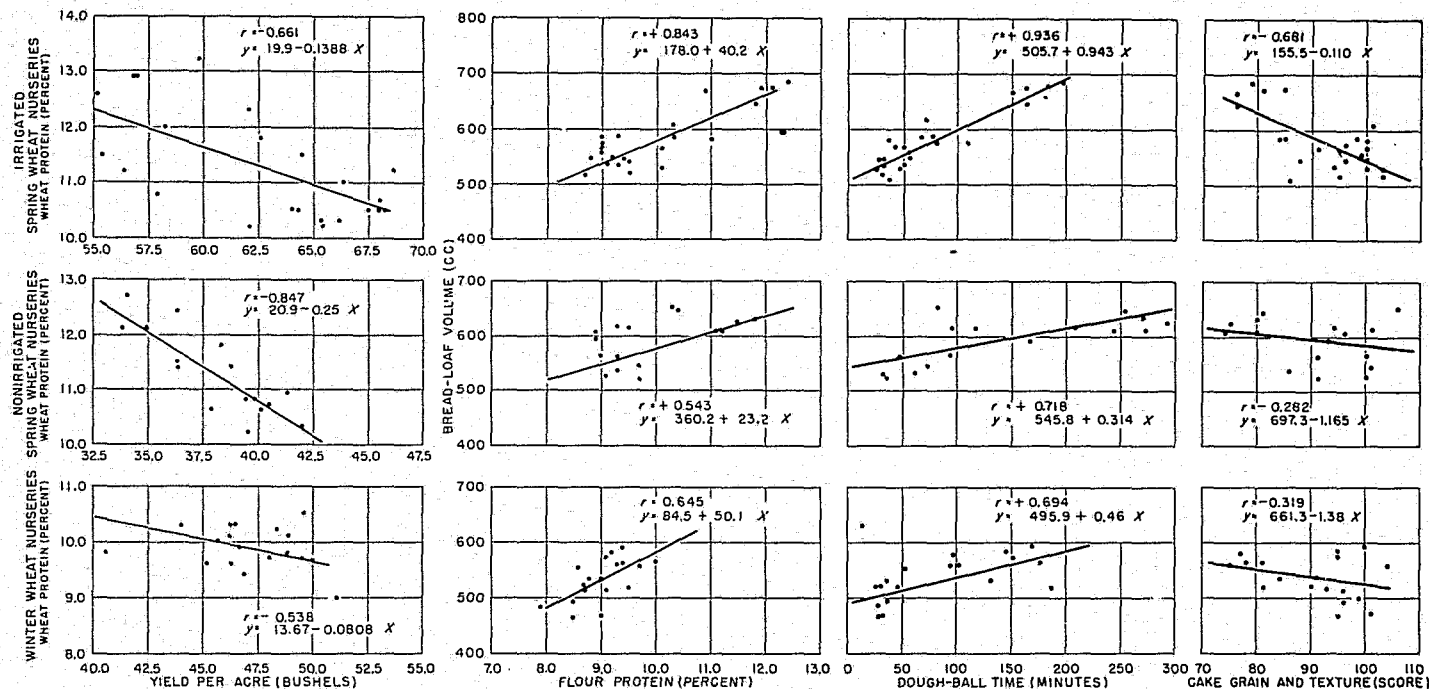 IRRIGATED
SPRING WHEAT NURSERIES
WHEAT PROTEIN (PERCENT)
14.0
13.0
12.0
11.0
10.0
r=-0.661
y= 19.9-0.1388 X
55.0 57.5 60.0 62.5 65.0 67.5 70.0
BREAD-LOAF VOLUME (CC)
800
700
600
500
400
r=+0.843
y= 178.0+40.2 X
r=+0.936
y= 505.7+0.943 X
r=-0.681
y= 155.5-0.110 X
NONIRRIGATED
SPRING WHEAT NURSERIES
WHEAT PROTEIN (PERCENT)
13.0
12.0
11.0
10.0
r=-0.847
y= 20.9-0.25 X
32.5 35.0 37.5 40.0 42.5 45.0 47.5
700
600
500
400
r=+0.543
y= 360.2+23.2 X
r=+0.718
y= 545.8+0.314 X
r=-0.282
y= 697.3-1.165 X
WINTER WHEAT NURSERIES
WHEAT PROTEIN (PERCENT)
11.0
10.0
9.0
8.0
r=-0.538
y= 13.67-0.0808 X
40.0 42.5 45.0 47.5 50.0 52.5 55.0
YIELD PER ACRE (BUSHELS)
700
600
500
400
r= 0.645
y= 84.5+50.1 X
7.0 8.0 9.0 10.0 11.0 12.0 13.0
FLOUR PROTEIN (PERCENT)
r=+0.694
y= 495.9+0.46 X
0 50 100 150 200 250 300
DOUGH-BALL TIME (MINUTES)
r=-0.319
y= 661.3-1.38 X
70 80 90 100 110
CAKE GRAIN AND TEXTURE (SCORE)